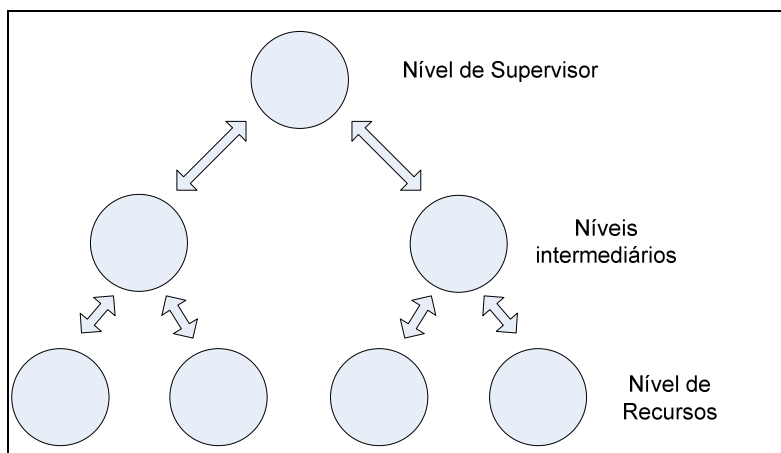 Nível de Supervisor
Níveis
intermediários
Nível de
Recursos